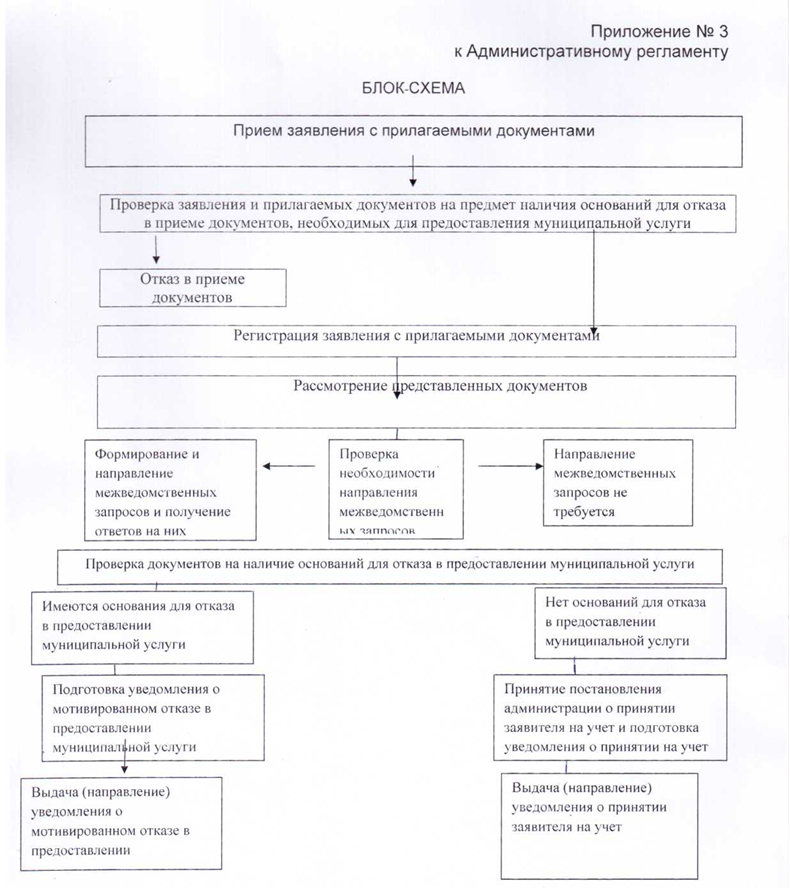 Приложение № 3
к Административному регламенту
БЛОК-СХЕМА
Прием заявления с прилагаемыми документами
Проверка заявления и прилагаемых документов на предмет наличия оснований для отказа
в приеме документов, необходимых для предоставления муниципальной услуги
Отказ в приеме
документов
Регистрация заявления с прилагаемыми документами
Рассмотрение представленных документов
Формирование и
направление
межведомственных
запросов и получение
ответов на них
Проверка
необходимости
направления
межведомственн
ых запросов
Направление
межведомственных
запросов не
требуется
Проверка документов на наличие оснований для отказа в предоставлении муниципальной услуги
Имеются основания для отказа
в предоставлении
муниципальной услуги
Нет оснований для отказа
в предоставлении
муниципальной услуги
Подготовка уведомления о
мотивированном отказе в
предоставлении
муниципальной услуги
Принятие постановления
администрации о принятии
заявителя на учет и подготовка
уведомления о принятии на учет
Выдача (направление)
уведомления о
мотивированном отказе в
предоставлении
Выдача (направление)
уведомления о принятии
заявителя на учет